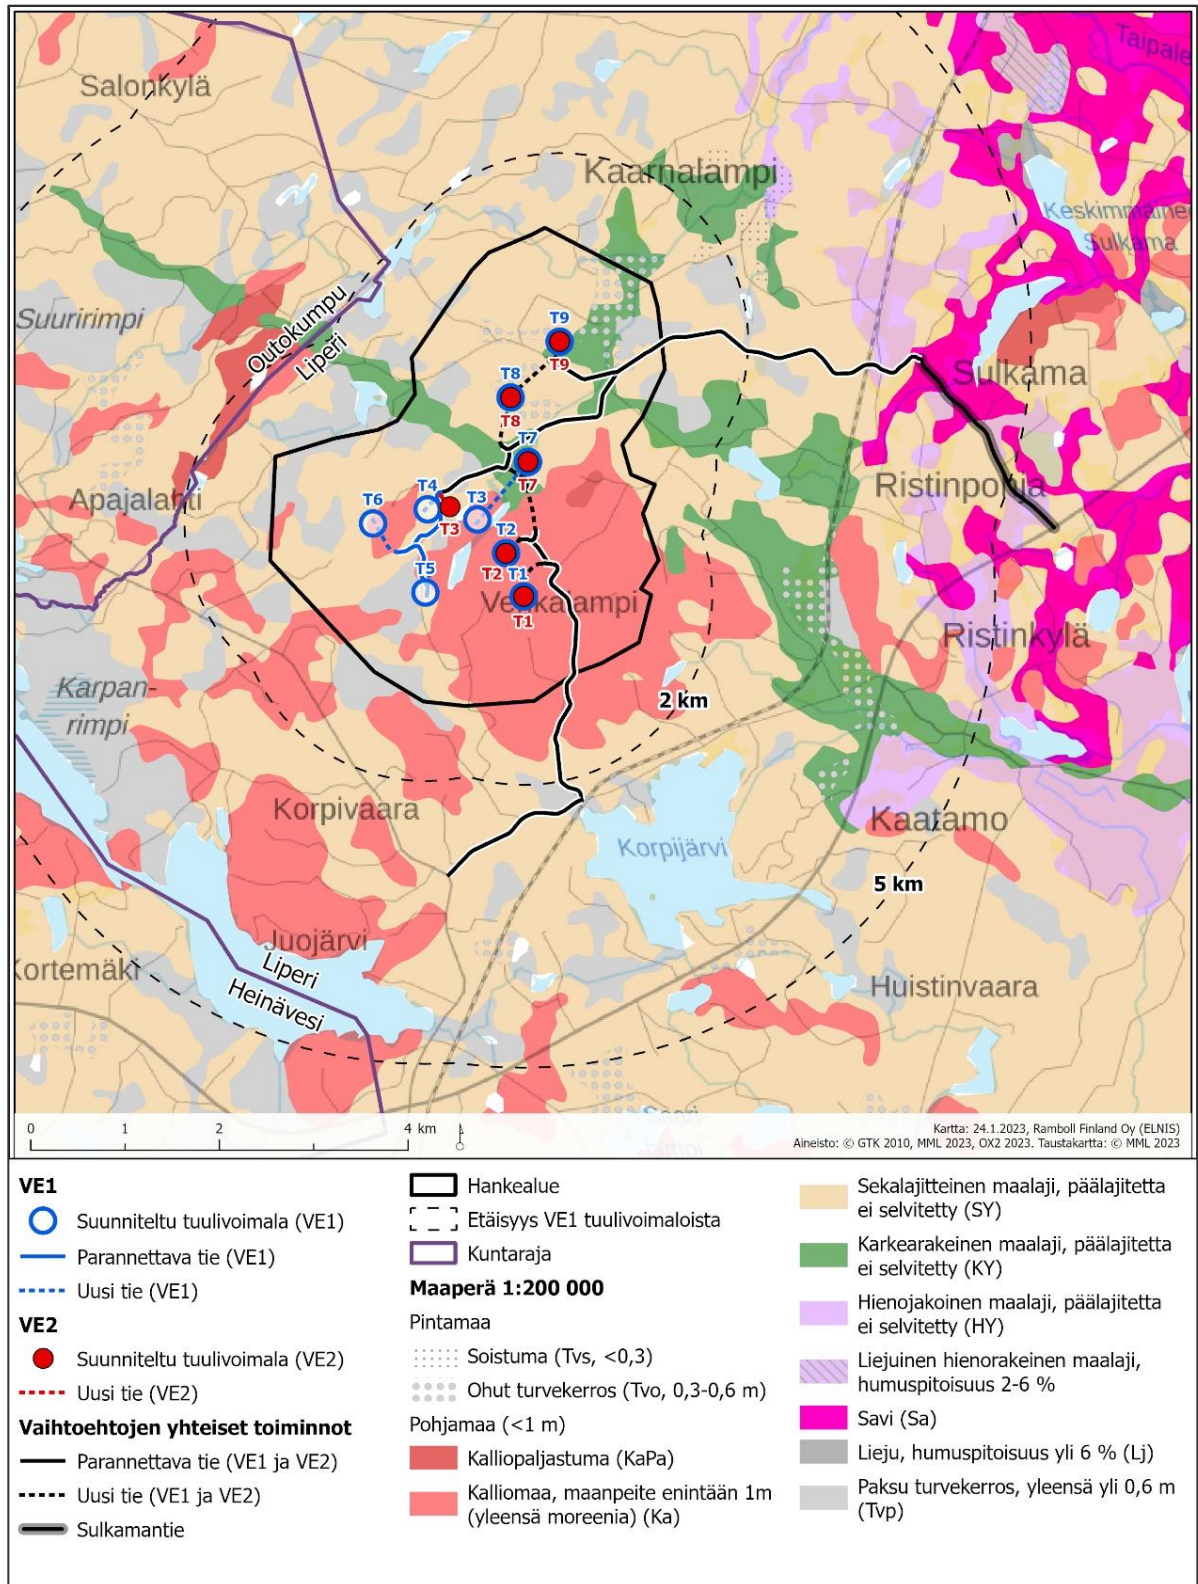 Salonkylä
Taipale
Kaarnalampi
Keskimmäinen
Sulkama
Suuririmpi
Outokumpu
Liperi
T9
T9
Sulkama
T8
T8
T7
T7
Apajalahti
Ristinpohja
T6
T4
T3
T3
T2
T2
T1
T5
T1
Ristinkylä
Karpan-
rimpi
2 km
Korpivaara
Kaatamo
Korpijärvi
5 km
Juojärvi
Liperi
Heinävesi
Kortemäki
Huistinvaara
0 1 2 4 km
Kartta: 24.1.2023, Ramboll Finland Oy (ELNIS)
Aineisto: © GTK 2010, MML 2023, OX2 2023. Taustakartta: © MML 2023
VE1
Suunniteltu tuulivoimala (VE1)
Parannettava tie (VE1)
Uusi tie (VE1)
VE2
Suunniteltu tuulivoimala (VE2)
Uusi tie (VE2)
Vaihtoehtojen yhteiset toiminnot
Parannettava tie (VE1 ja VE2)
Uusi tie (VE1 ja VE2)
Sulkamantie
Hankealue
Etäisyys VE1 tuulivoimaloista
Kuntaraja
Maaperä 1:200 000
Pintamaa
Soistuma (Tvs, <0,3)
Ohut turvekerros (Tvo, 0,3-0,6 m)
Pohjamaa (<1 m)
Kalliopaljastuma (KaPa)
Kalliomaa, maanpeite enintään 1m
(yleensä moreenia) (Ka)
Sekalajitteinen maalaji, päälajitetta
ei selvitetty (SY)
Karkearakeinen maalaji, päälajitetta
ei selvitetty (KY)
Hienojakoinen maalaji, päälajitetta
ei selvitetty (HY)
Liejuinen hienorakeinen maalaji,
humuspitoisuus 2-6 %
Savi (Sa)
Lieju, humuspitoisuus yli 6 % (Lj)
Paksu turvekerros, yleensä yli 0,6 m
(Tvp)